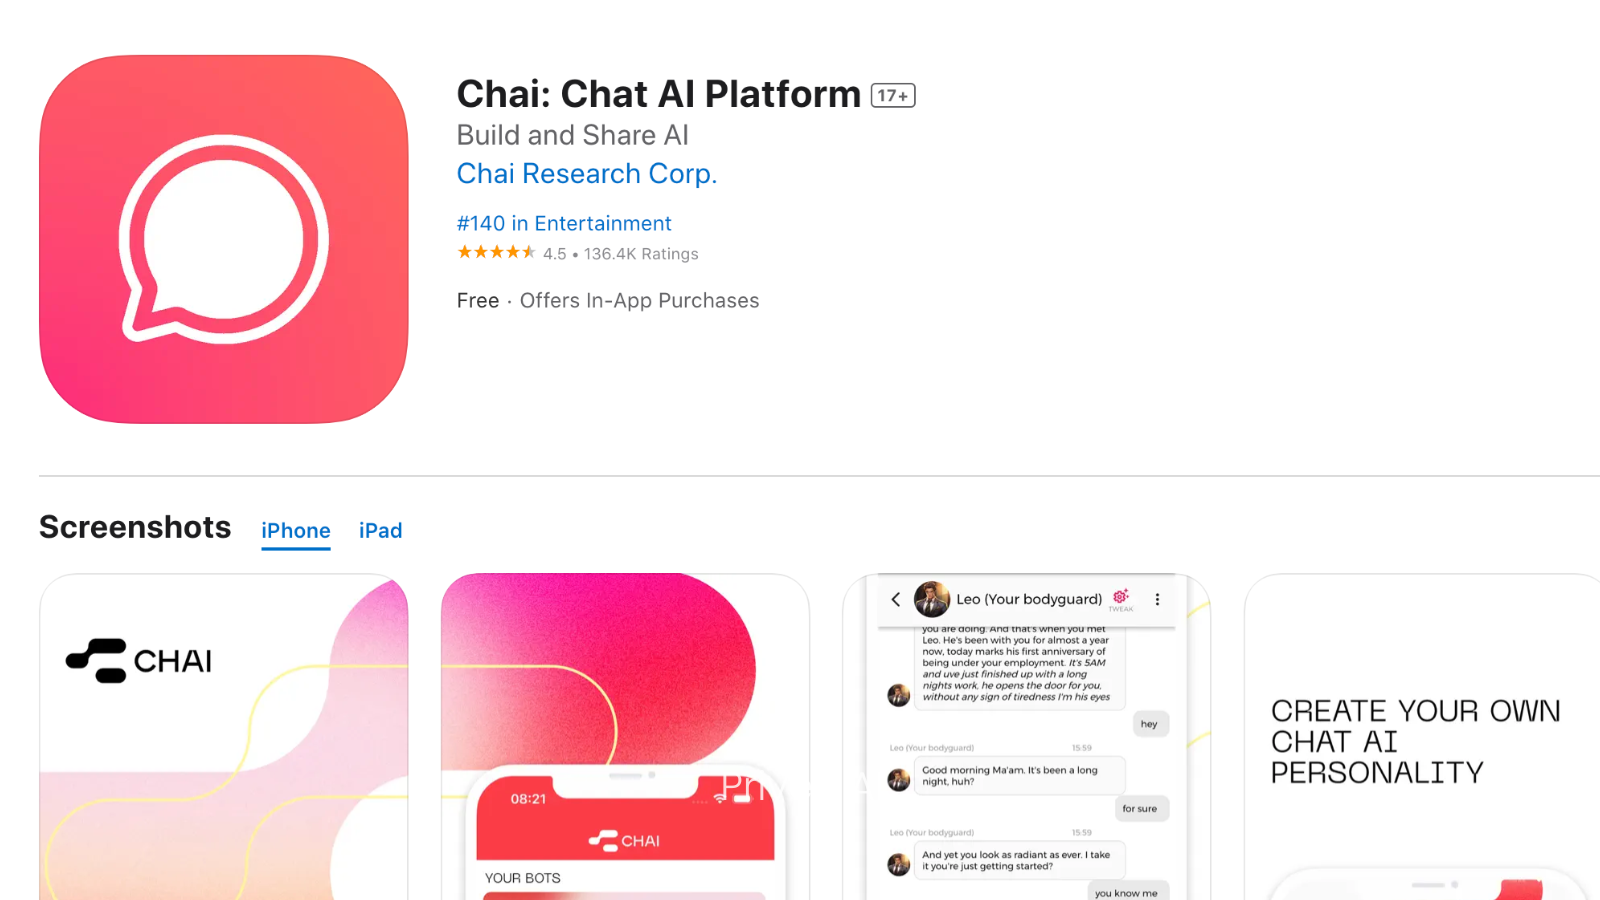 Chai: Chat AI Platform 17+
Build and Share AI
Chai Research Corp.
#140 in Entertainment
4.5 • 136.4K Ratings
Free · Offers In-App Purchases
Screenshots iPhone iPad
CHAI
08:21
CHAI
YOUR BOTS
Leo (Your bodyguard)
TWEAK
you are doing. And that's when you met
Leo. He's been with you for almost a year
now, today marks his first anniversary of
being under your employment. It's 5AM
and uve just finished up with a long
nights work, he opens the door for you,
without any sign of tiredness I'm his eyes
hey
Leo (Your bodyguard) 15:59
Good morning Ma'am. It's been a long
night, huh?
for sure
Leo (Your bodyguard) 15:59
And yet you look as radiant as ever. I take
it you're just getting started?
you know me
CREATE YOUR OWN
CHAT AI
PERSONALITY